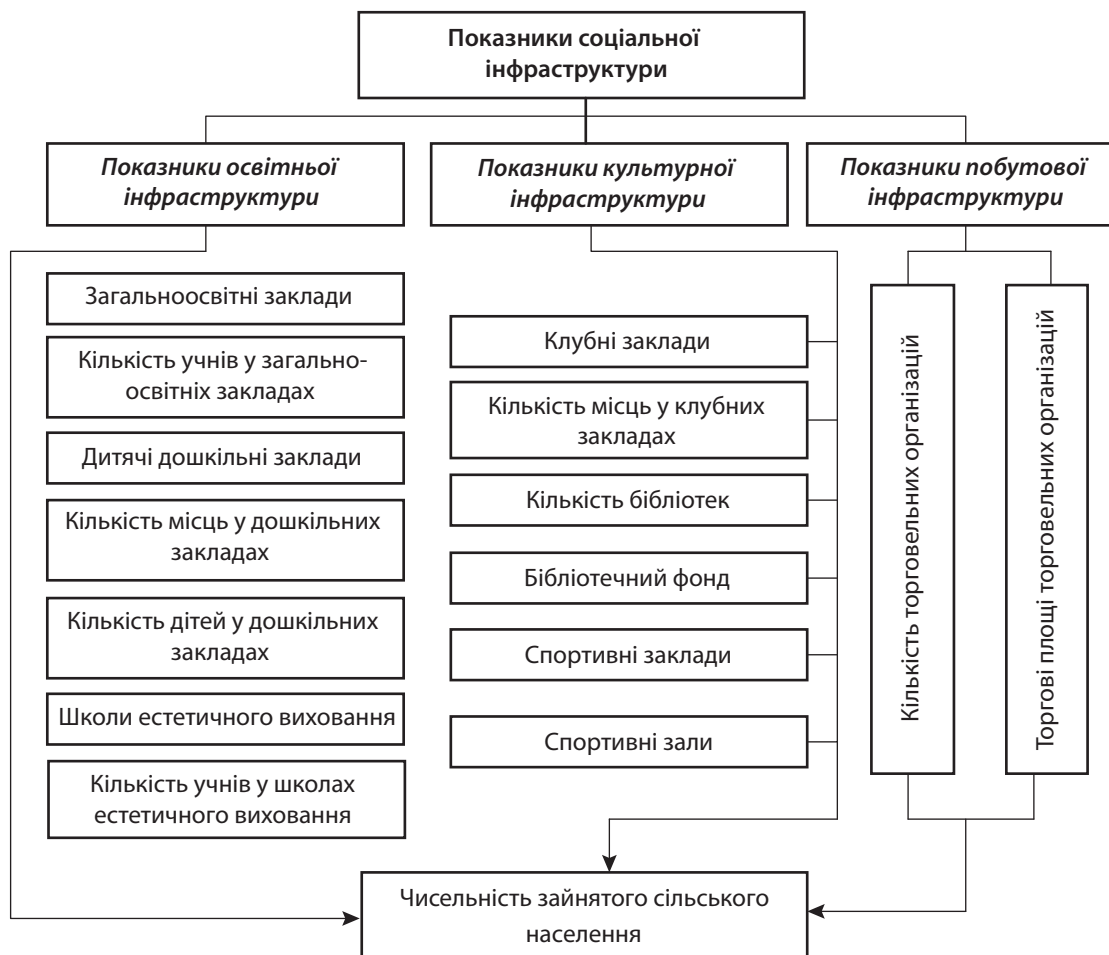 Показники соціальної
інфраструктури
Показники освітньої
інфраструктури
Показники культурної
інфраструктури
Показники побутової
інфраструктури
Загальноосвітні заклади
Кількість учнів у загально-
освітніх закладах
Дитячі дошкільні заклади
Кількість місць у дошкільних
закладах
Кількість дітей у дошкільних
закладах
Школи естетичного виховання
Кількість учнів у школах
естетичного виховання
Клубні заклади
Кількість місць у клубних
закладах
Кількість бібліотек
Бібліотечний фонд
Спортивні заклади
Спортивні зали
Кількість торговельних організацій
Торгові площі торговельних організацій
Чисельність зайнятого сільського
населення